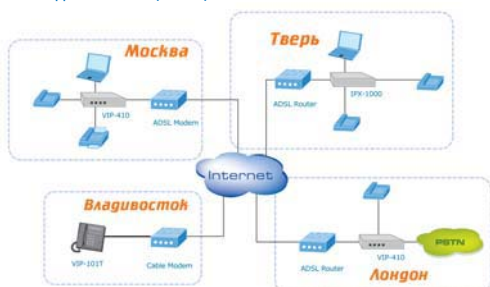 Москва
VIP-410
ADSL Modem
Тверь
ADSL Router
IPX-1000
Internet
Владивосток
VIP-101T
Cable Modem
ADSL Router
VIP-410
PSTN
Лондон